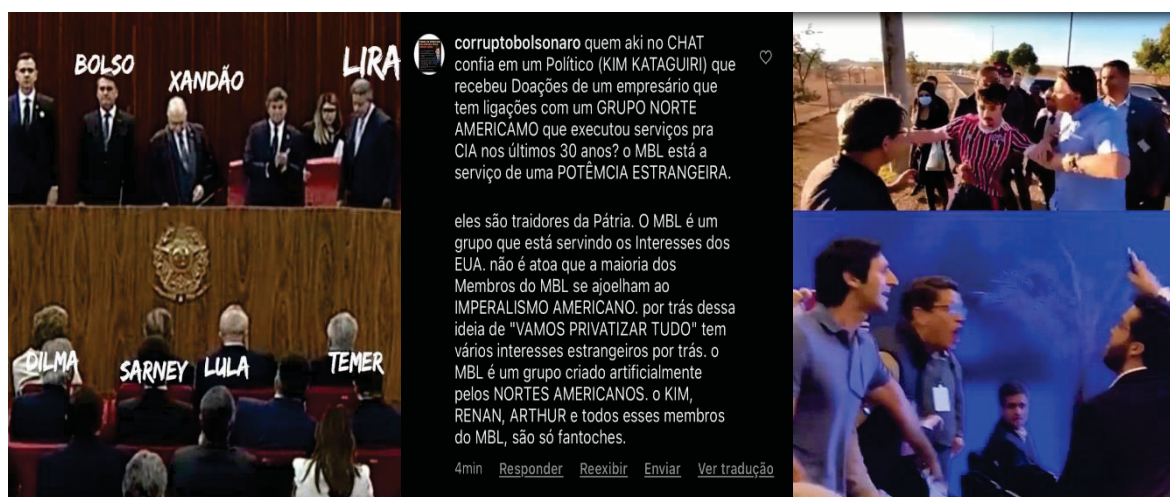 BOLSO
XANDÃO
LIRA
DILMA
SARNEY
LULA
TEMER
corruptobolsonaro quem aki no CHAT
confia em um Político (KIM KATAGUIRI) que
recebeu Doações de um empresário que
tem ligações com um GRUPO NORTE
AMERICAMO que executou serviços pra
CIA nos últimos 30 anos? o MBL está a
serviço de uma POTÊMCIA ESTRANGEIRA.
eles são traidores da Pátria. O MBL é um
grupo que está servindo os Interesses dos
EUA. não é atoa que a maioria dos
Membros do MBL se ajoelham ao
IMPERALISMO AMERICANO. por trás dessa
ideia de "VAMOS PRIVATIZAR TUDO" tem
vários interesses estrangeiros por trás. o
MBL é um grupo criado artificialmente
pelos NORTES AMERICANOS. o KIM,
RENAN, ARTHUR e todos esses membros
do MBL, são só fantoches.
4min Responder Reexibir Enviar Ver tradução